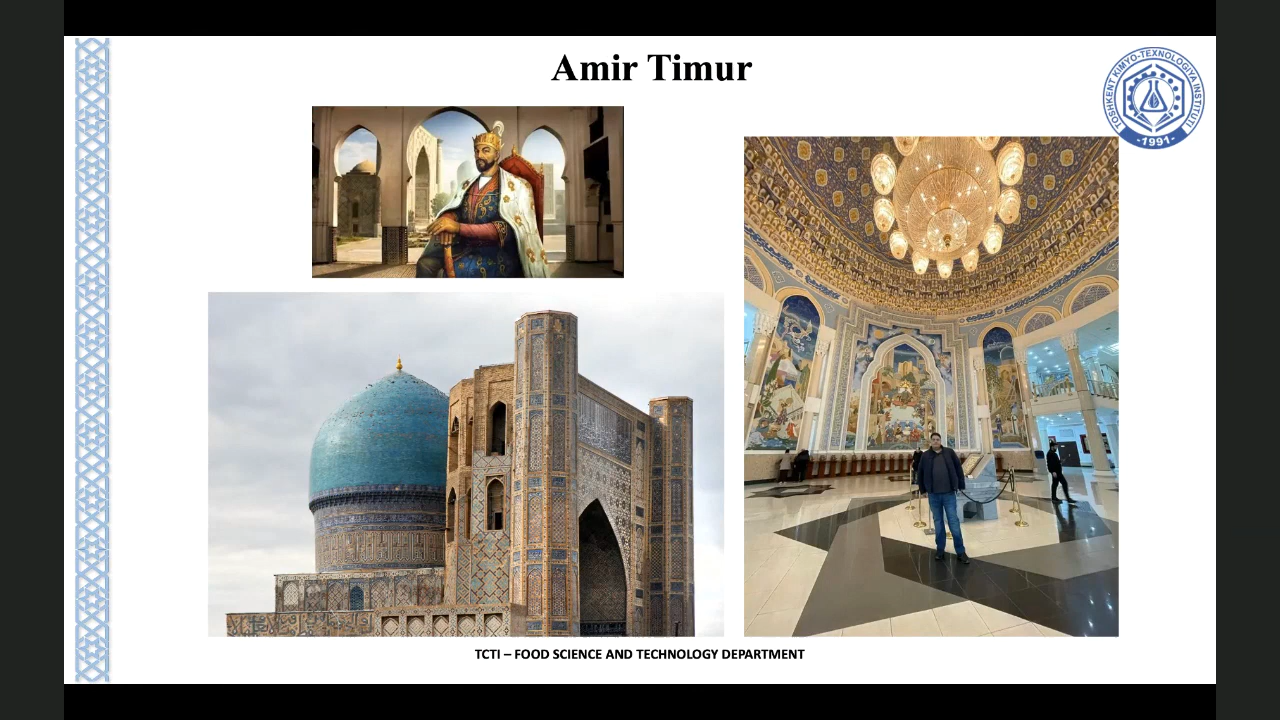 Amir Timur
TOSHKENT KIMYO-TEXNOLOGIYA INSTITUTI
-1991-
TCTI – FOOD SCIENCE AND TECHNOLOGY DEPARTMENT